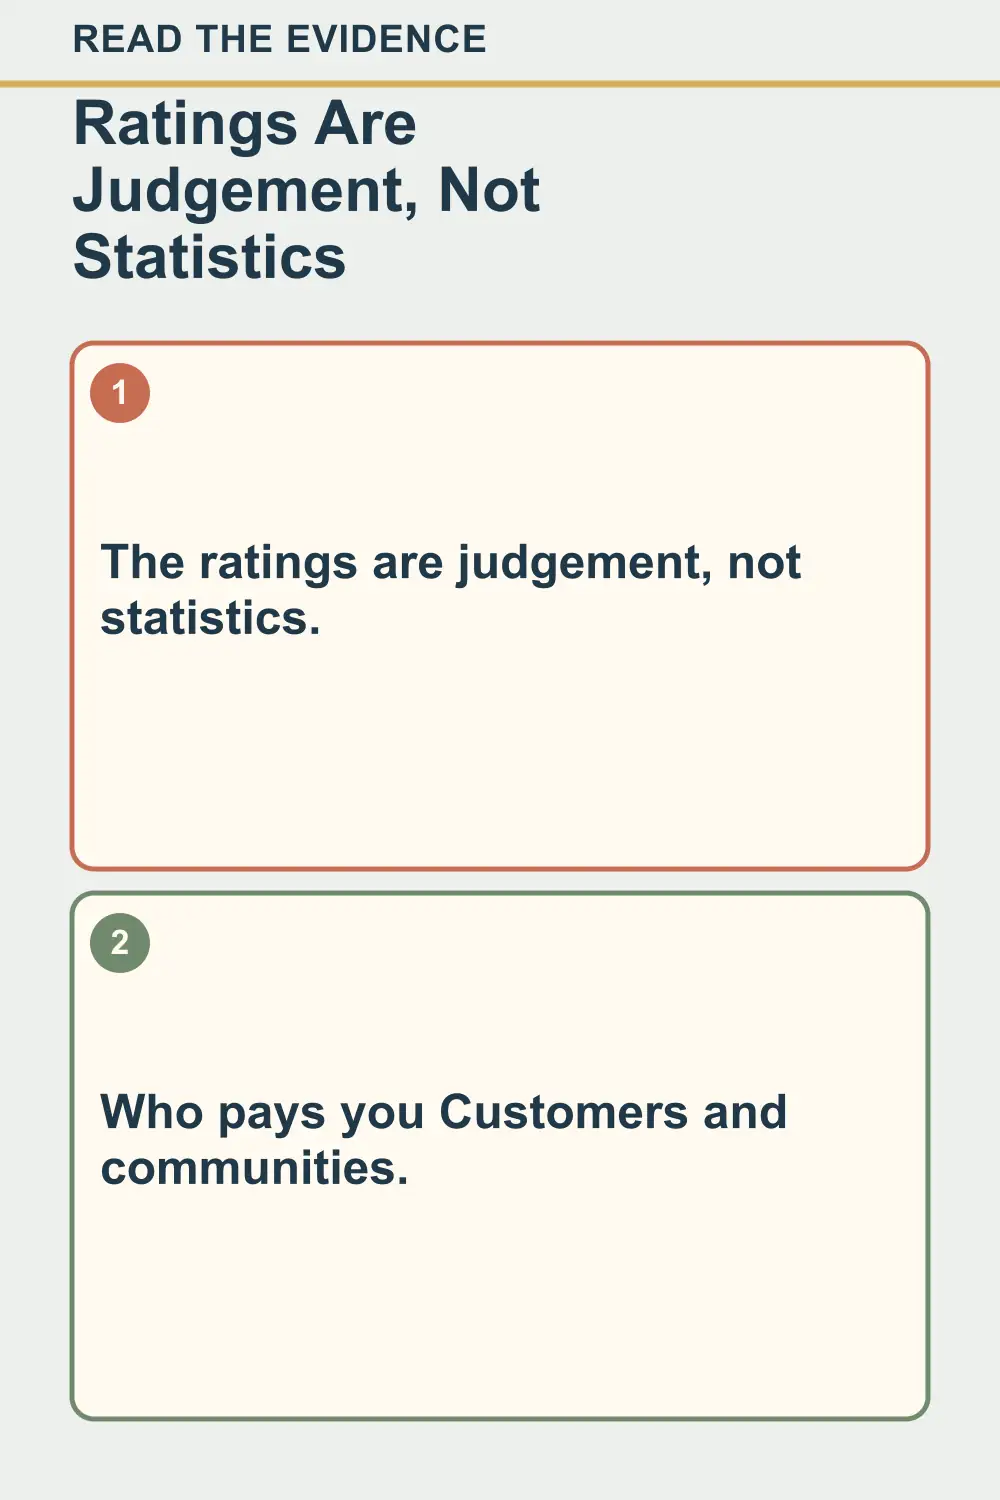 READ THE EVIDENCE
Ratings Are
Judgement, Not
Statistics
1
The ratings are judgement, not
statistics.
2
Who pays you Customers and
communities.